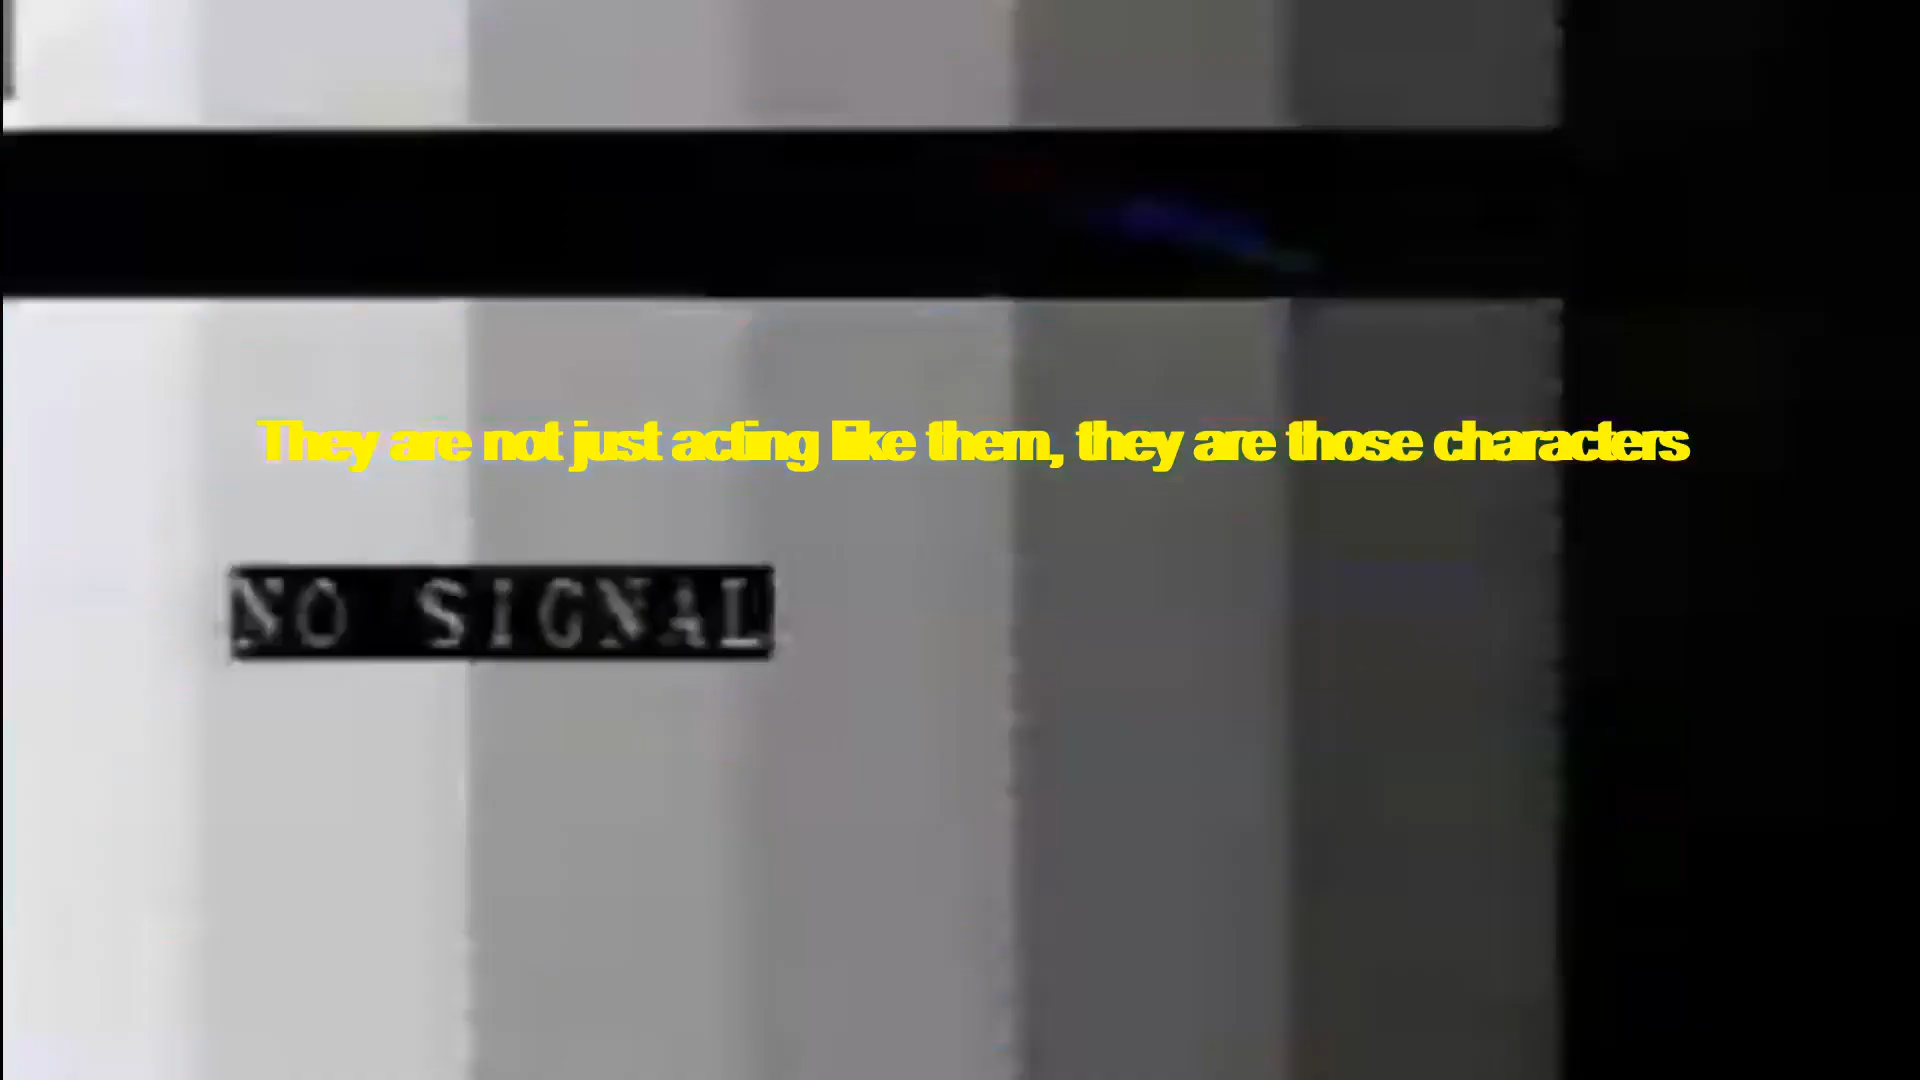 They are not just acting like them, they are those characters
NO SIGNAL